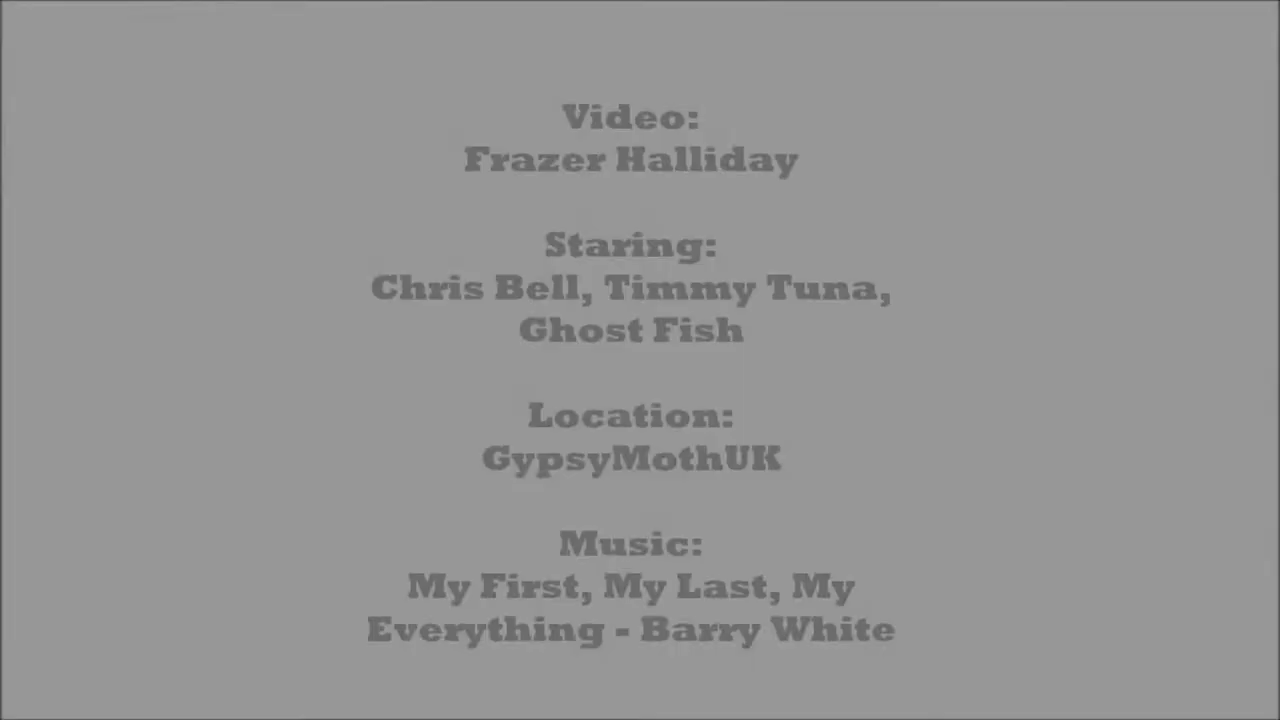 Video:
Frazer Halliday
Staring:
Chris Bell, Timmy Tuna,
Ghost Fish
Location:
GypsyMothUK
Music:
My First, My Last, My
Everything - Barry White